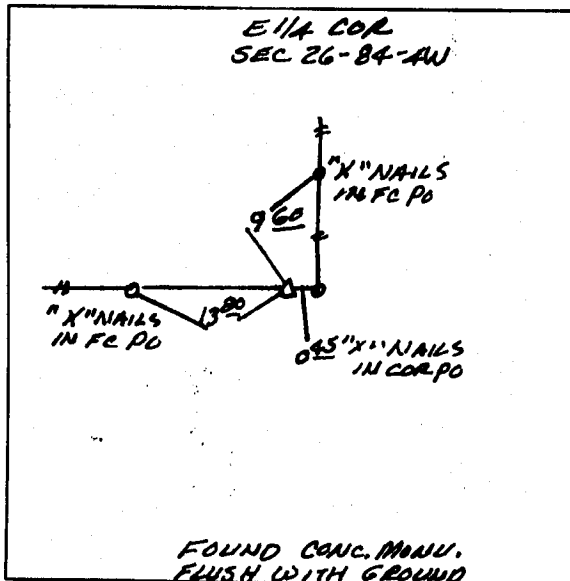 E 1/4 COR
SEC 26-84-4W
"X" NAILS
IN FC PO
9 60
"X" NAILS
IN FC PO
13 80
0 45 "X" NAILS
IN COR PO
FOUND CONC. MONU.
FLUSH WITH GROUND